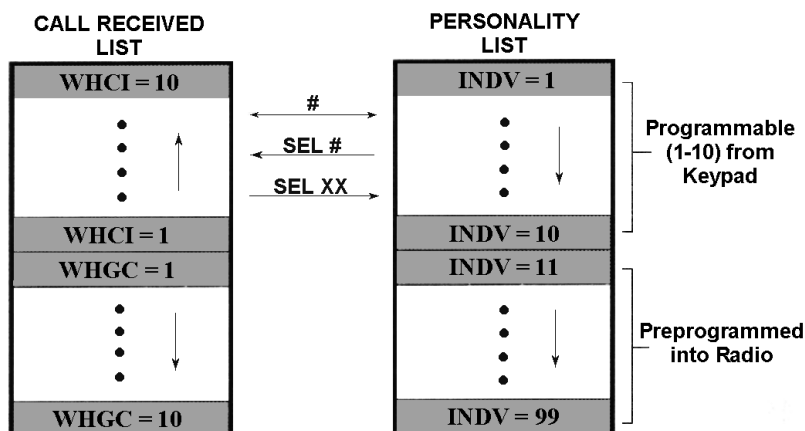 CALL RECEIVED
LIST
WHCI = 10
WHCI = 1
WHGC = 1
WHGC = 10
#
SEL #
SEL XX
PERSONALITY
LIST
INDV = 1
INDV = 10
INDV = 11
INDV = 99
Programmable
(1-10) from
Keypad
Preprogrammed
into Radio